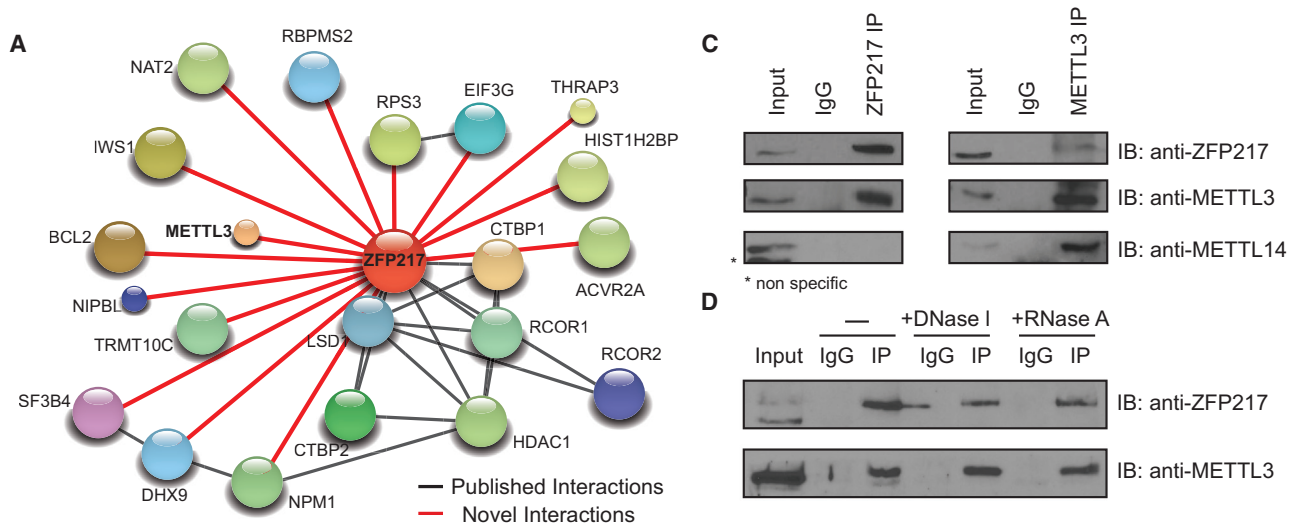 A
RBPMS2
NAT2
RPS3
EIF3G
THRAP3
IWS1
HIST1H2BP
BCL2
METTL3
CTBP1
ZFP217
NIPBL
ACVR2A
TRMT10C
LSD1
RCOR1
RCOR2
SF3B4
CTBP2
HDAC1
DHX9
NPM1
Published Interactions
Novel Interactions
C
Input
IgG
ZFP217 IP
Input
IgG
METTL3 IP
IB: anti-ZFP217
IB: anti-METTL3
IB: anti-METTL14
*
* non specific
D
— +DNase I +RNase A
Input IgG IP IgG IP IgG IP
IB: anti-ZFP217
IB: anti-METTL3